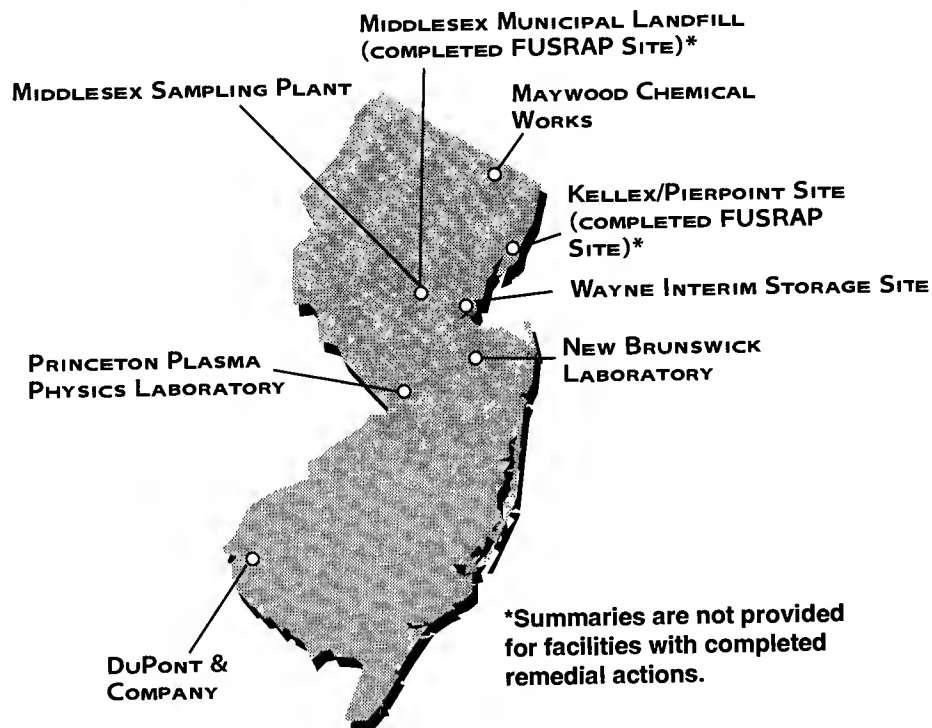 Middlesex Municipal Landfill
(completed FUSRAP Site)*
Middlesex Sampling Plant
Maywood Chemical
Works
Kellex/Pierpoint Site
(completed FUSRAP
Site)*
Wayne Interim Storage Site
New Brunswick
Laboratory
Princeton Plasma
Physics Laboratory
DuPont &
Company
*Summaries are not provided
for facilities with completed
remedial actions.